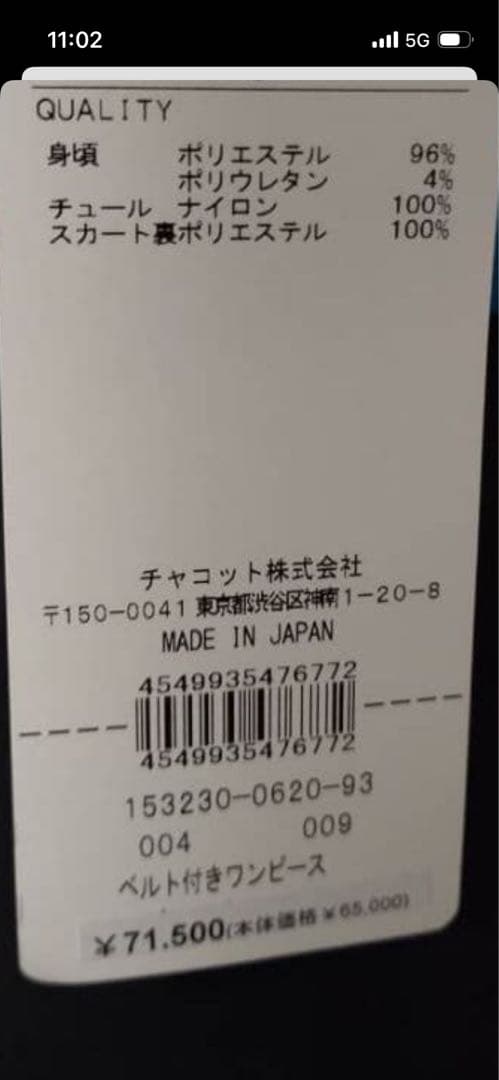 11:02 5G
QUALITY
身頃 ポリエステル 96%
ポリウレタン 4%
チュール ナイロン 100%
スカート裏ポリエステル 100%
チャコット株式会社
〒150-0041 東京都渋谷区神南1-20-8
MADE IN JAPAN
4549935476772
4549935476772
153230-0620-93
004 009
ベルト付きワンピース
¥71.500(本体価格¥65,000)